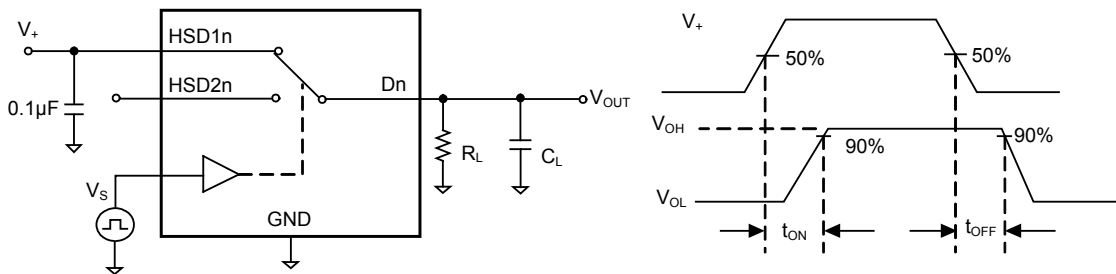 V+
HSD1n
HSD2n
Dn
VOUT
0.1µF
RL
CL
VS
GND
V+
50%
50%
VOH
90%
90%
VOL
tON
tOFF